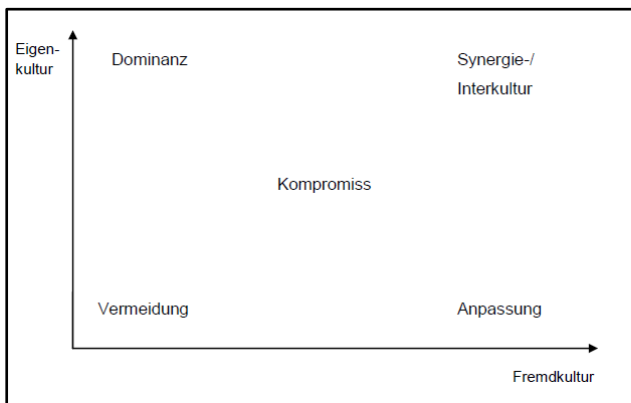 Eigen-
kultur
Dominanz
Synergie-/
Interkultur
Kompromiss
Vermeidung
Anpassung
Fremdkultur